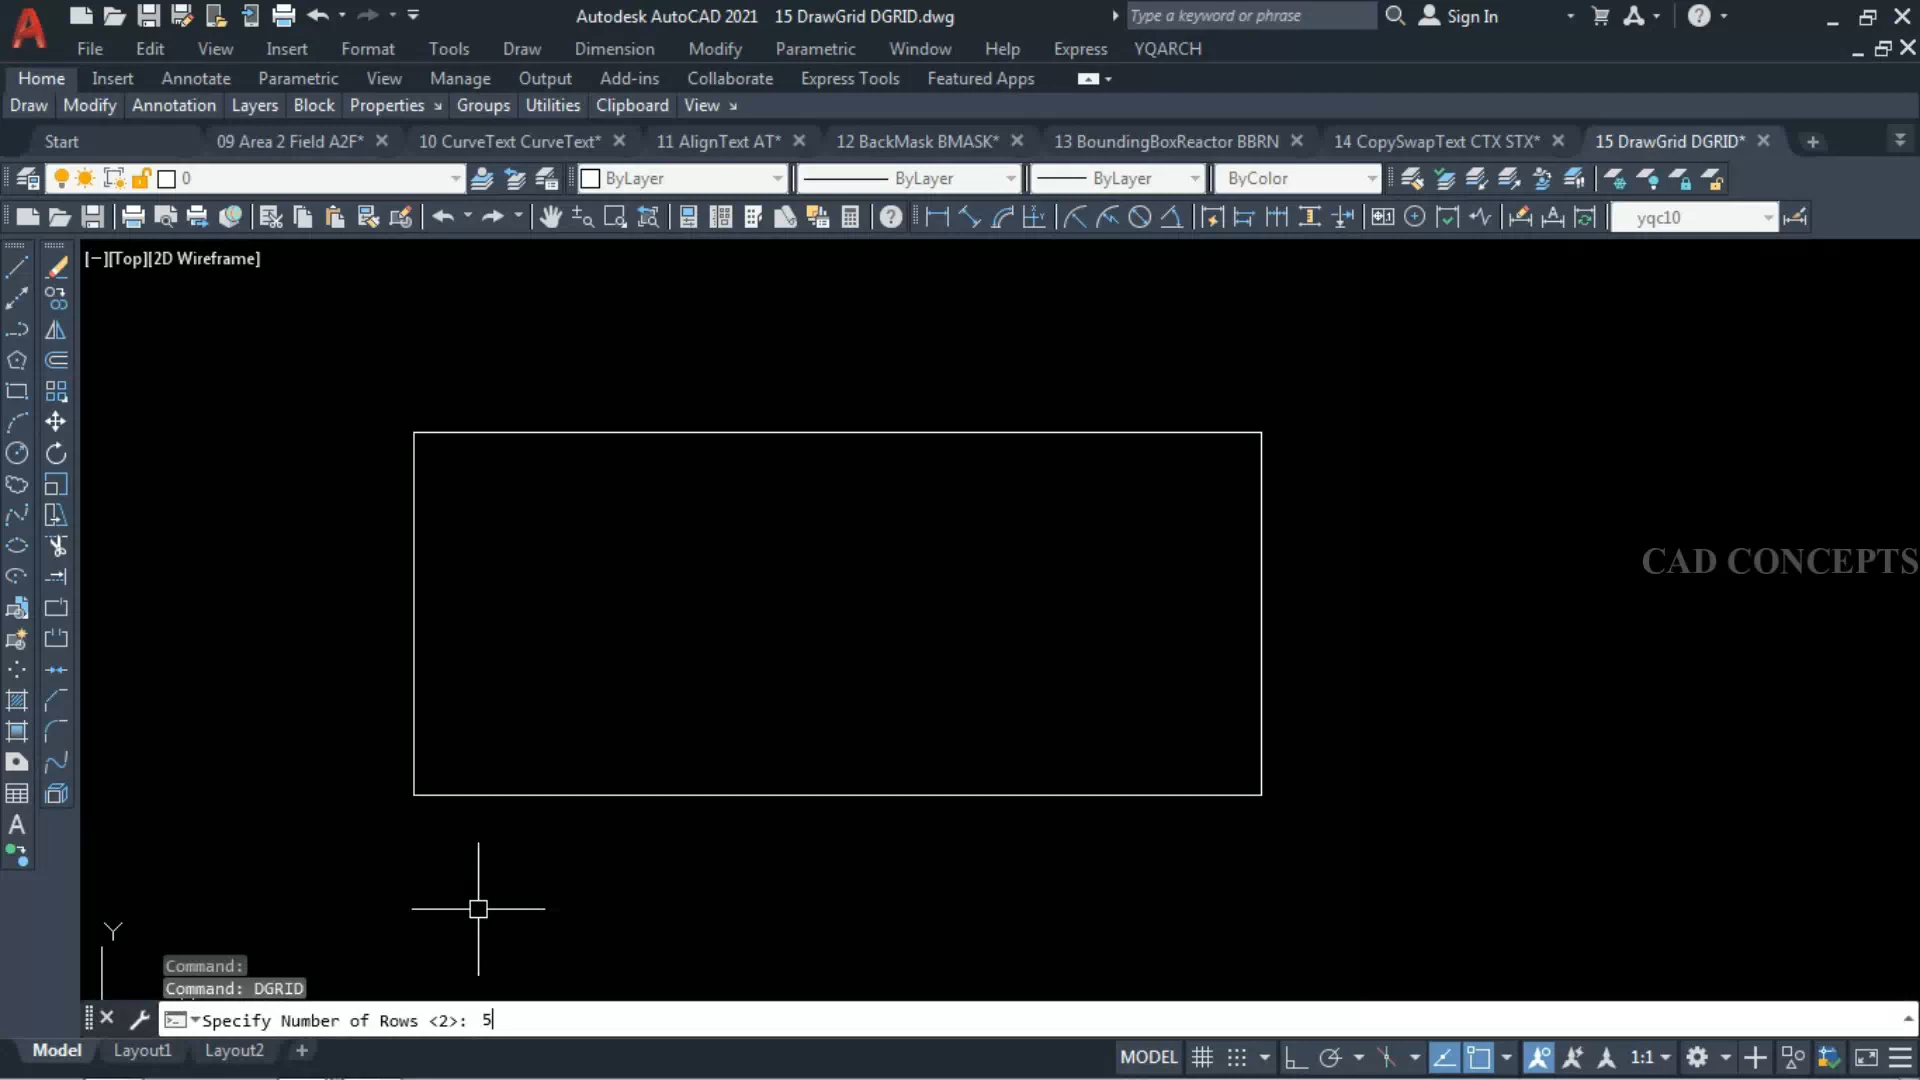 Autodesk AutoCAD 2021 15 DrawGrid DGRID.dwg
Type a keyword or phrase
Sign In
File Edit View Insert Format Tools Draw Dimension Modify Parametric Window Help Express YQARCH
Home Insert Annotate Parametric View Manage Output Add-ins Collaborate Express Tools Featured Apps
Draw Modify Annotation Layers Block Properties Groups Utilities Clipboard View
Start 09 Area 2 Field A2F* 10 CurveText CurveText* 11 AlignText AT* 12 BackMask BMASK* 13 BoundingBoxReactor BBRN 14 CopySwapText CTX STX* 15 DrawGrid DGRID*
0 ByLayer ByLayer ByLayer ByColor
yqc10
[−][Top][2D Wireframe]
CAD CONCEPTS
Y
Command:
Command: DGRID
Specify Number of Rows <2>: 5
Model Layout1 Layout2
MODEL 1:1